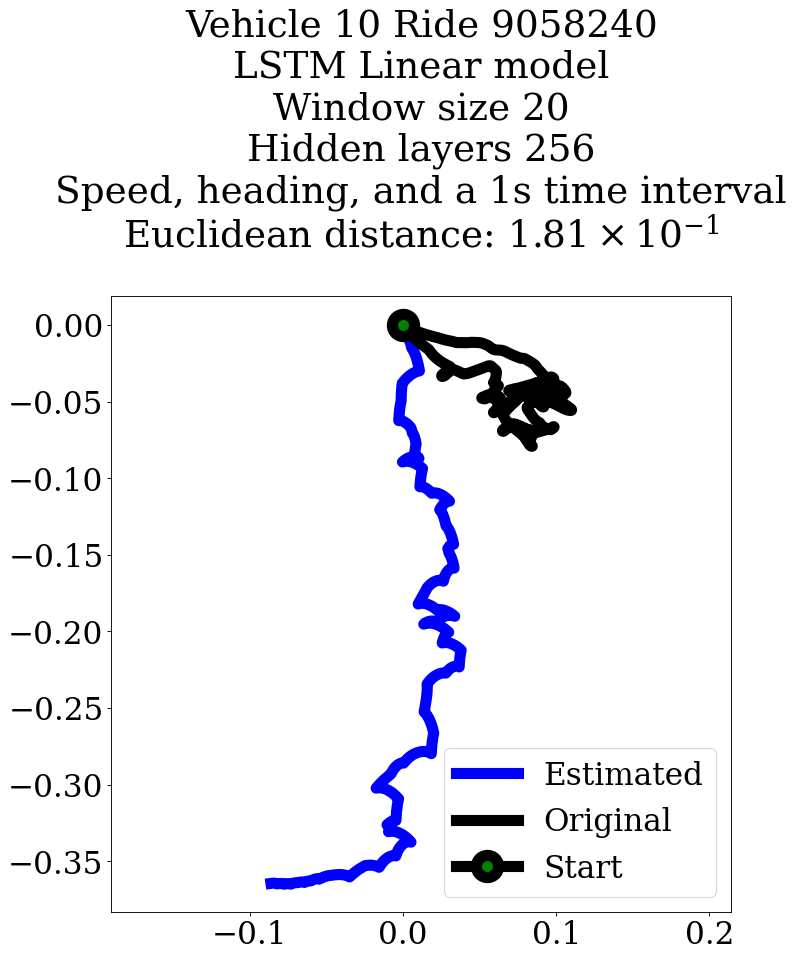 Vehicle 10 Ride 9058240
LSTM Linear model
Window size 20
Hidden layers 256
Speed, heading, and a 1s time interval
Euclidean distance: 1.81 × 10⁻¹
0.00
−0.05
−0.10
−0.15
−0.20
−0.25
−0.30
−0.35
Estimated
Original
Start
−0.1 0.0 0.1 0.2